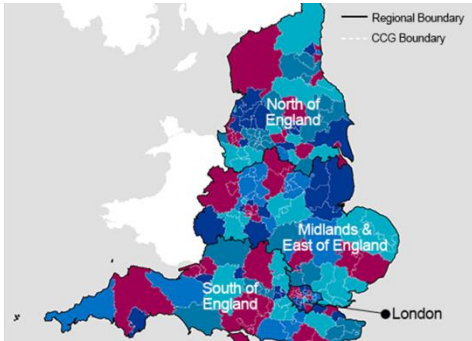 Regional Boundary
CCG Boundary
North of
England
Midlands &
East of England
South of
England
London